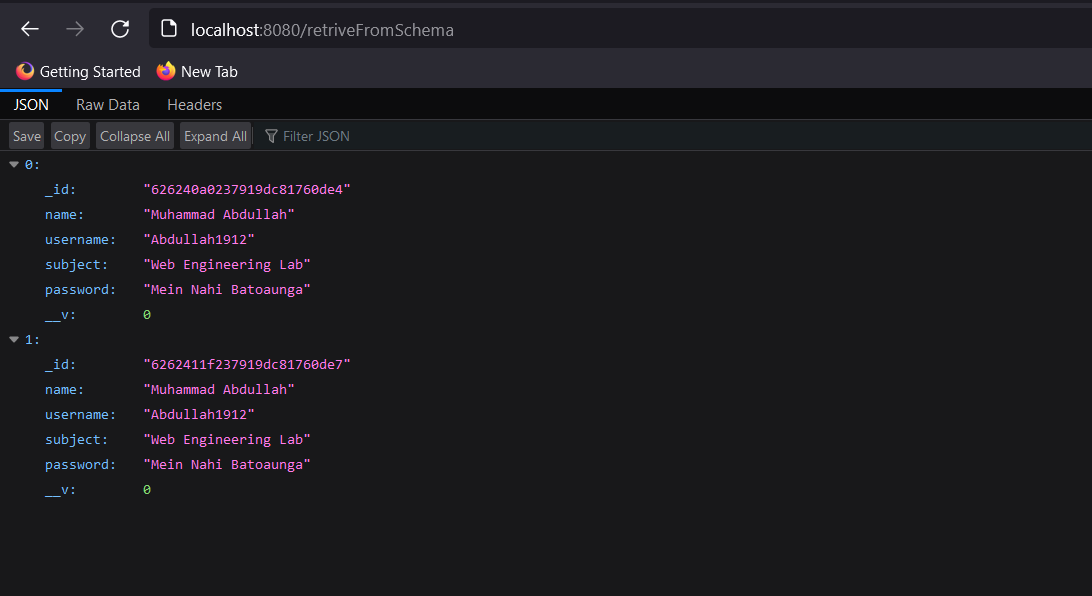 localhost:8080/retriveFromSchema
Getting Started New Tab
JSON Raw Data Headers
Save Copy Collapse All Expand All Filter JSON
0:
_id: "626240a0237919dc81760de4"
name: "Muhammad Abdullah"
username: "Abdullah1912"
subject: "Web Engineering Lab"
password: "Mein Nahi Batoaunga"
__v: 0
1:
_id: "6262411f237919dc81760de7"
name: "Muhammad Abdullah"
username: "Abdullah1912"
subject: "Web Engineering Lab"
password: "Mein Nahi Batoaunga"
__v: 0